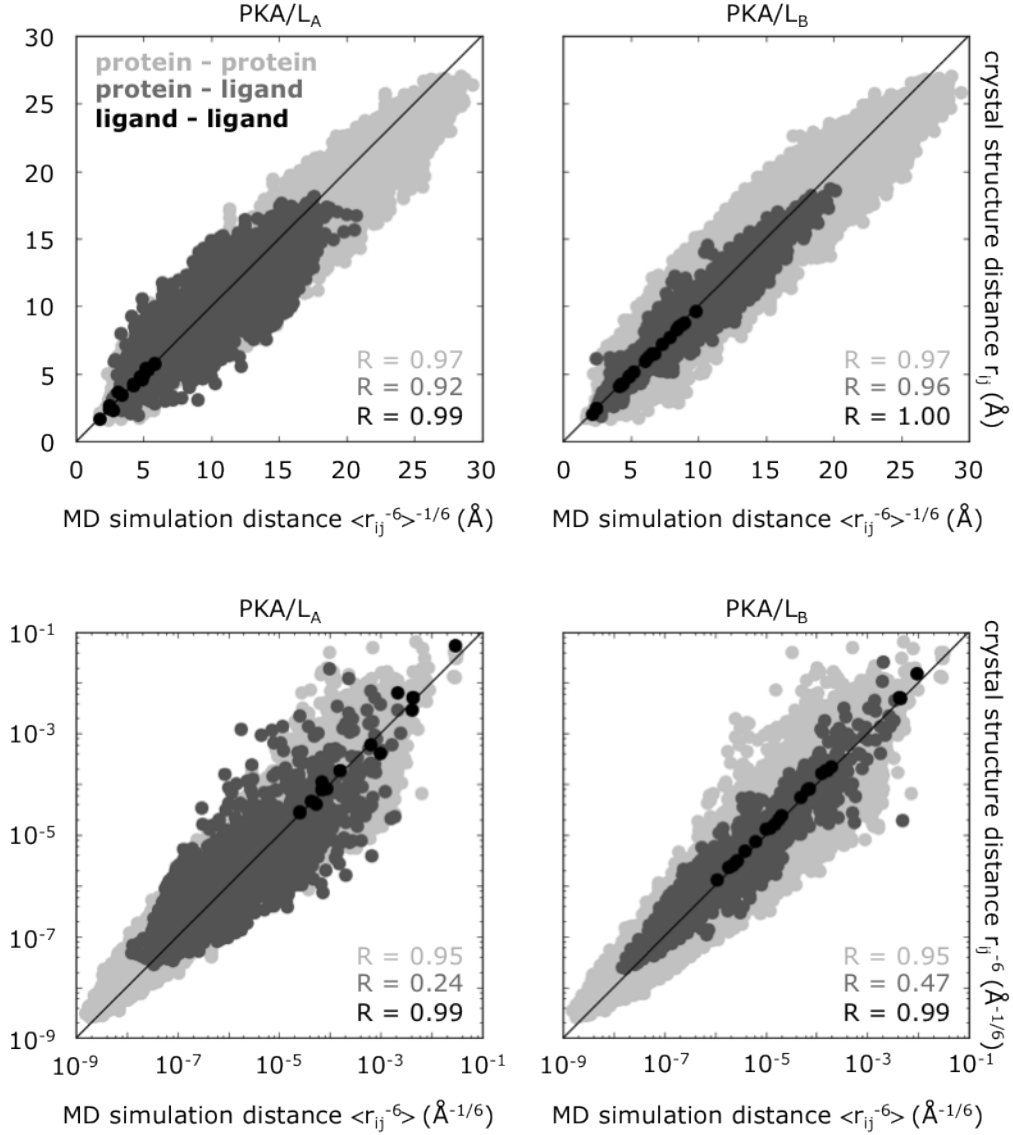 PKA/L_A
PKA/L_B
30
25
20
15
10
5
0
protein - protein
protein - ligand
ligand - ligand
R = 0.97
R = 0.92
R = 0.99
R = 0.97
R = 0.96
R = 1.00
crystal structure distance r_ij (Å)
0 5 10 15 20 25 30
0 5 10 15 20 25 30
MD simulation distance <r_ij^-6>^-1/6 (Å)
MD simulation distance <r_ij^-6>^-1/6 (Å)
PKA/L_A
PKA/L_B
10^-1
10^-3
10^-5
10^-7
10^-9
R = 0.95
R = 0.24
R = 0.99
R = 0.95
R = 0.47
R = 0.99
crystal structure distance r_ij^-6 (Å^-1/6)
10^-9 10^-7 10^-5 10^-3 10^-1
10^-9 10^-7 10^-5 10^-3 10^-1
MD simulation distance <r_ij^-6> (Å^-1/6)
MD simulation distance <r_ij^-6> (Å^-1/6)